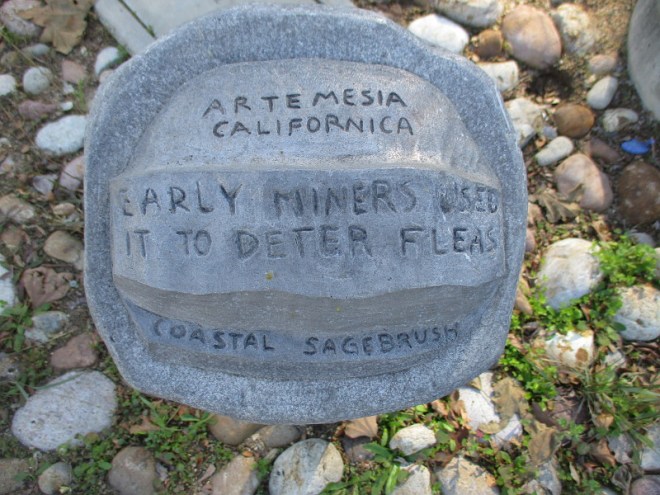 ARTEMESIA
CALIFORNICA
EARLY MINERS USED
IT TO DETER FLEAS
COASTAL SAGEBRUSH